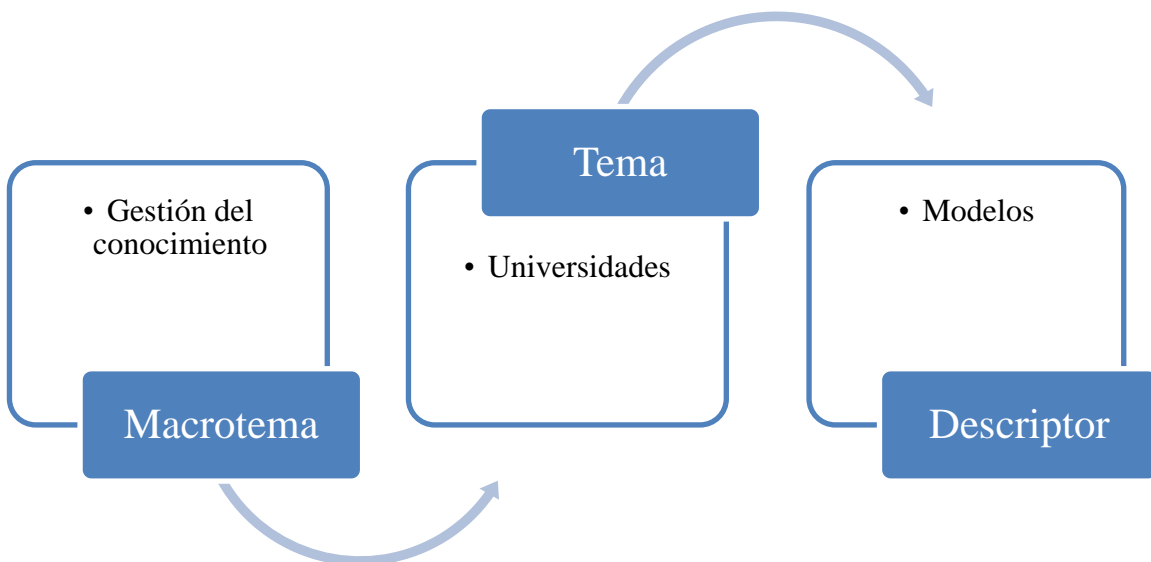 • Gestión del
conocimiento
Macrotema
Tema
• Universidades
• Modelos
Descriptor